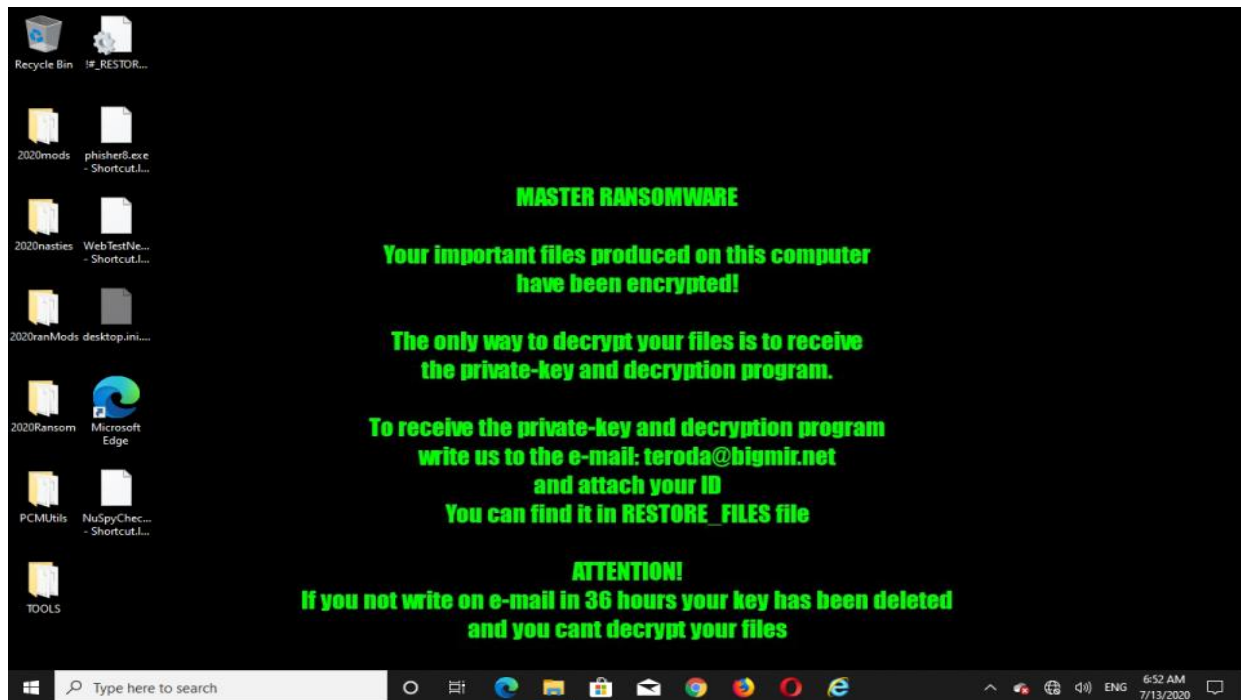 Recycle Bin
!#_RESTOR...
2020mods
phisher8.exe
- Shortcut.l...
2020nasties
WebTestNe...
- Shortcut.l...
2020ranMods
desktop.ini....
2020Ransom
Microsoft
Edge
PCMUtils
NuSpyChec...
- Shortcut.l...
TOOLS
MASTER RANSOMWARE
Your important files produced on this computer
have been encrypted!
The only way to decrypt your files is to receive
the private-key and decryption program.
To receive the private-key and decryption program
write us to the e-mail: teroda@bigmir.net
and attach your ID
You can find it in RESTORE_FILES file
ATTENTION!
If you not write on e-mail in 36 hours your key has been deleted
and you cant decrypt your files
Type here to search
ENG
6:52 AM
7/13/2020